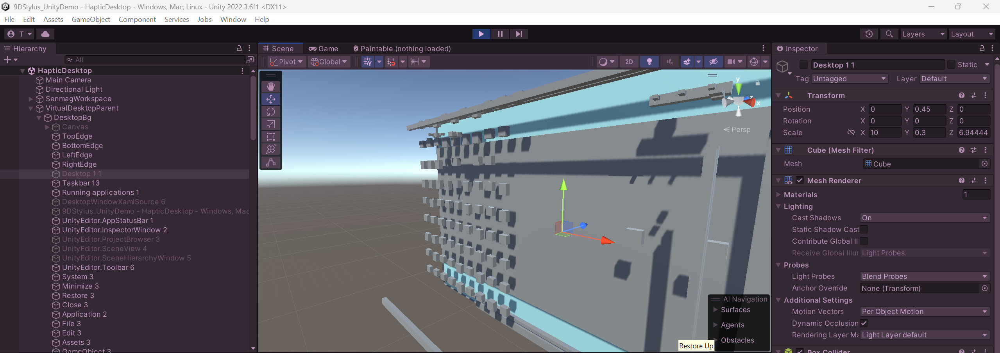 9DStylus_UnityDemo - HapticDesktop - Windows, Mac, Linux - Unity 2022.3.6f1 <DX11>
File Edit Assets GameObject Component Services Jobs Window Help
T Layers Layout
Hierarchy
All
HapticDesktop
Main Camera
Directional Light
SenmagWorkspace
VirtualDesktopParent
DesktopBg
Canvas
TopEdge
BottomEdge
LeftEdge
RightEdge
Desktop 1 1
Taskbar 13
Running applications 1
DesktopWindowXamlSource 6
9DStylus_UnityDemo - HapticDesktop - Windows, Mac
UnityEditor.AppStatusBar 1
UnityEditor.InspectorWindow 2
UnityEditor.ProjectBrowser 3
UnityEditor.SceneView 4
UnityEditor.SceneHierarchyWindow 5
UnityEditor.Toolbar 6
System 3
Minimize 3
Restore 3
Close 3
Application 2
File 3
Edit 3
Assets 3
GameObject 3
Scene Game Paintable (nothing loaded)
Pivot Global 2D
y
z
x
Persp
AI Navigation
Surfaces
Agents
Obstacles
Restore Up
Inspector
Desktop 1 1 Static
Tag Untagged Layer Default
Transform
Position X 0 Y 0.45 Z 0
Rotation X 0 Y 0 Z 0
Scale X 10 Y 0.3 Z 6.94444
Cube (Mesh Filter)
Mesh Cube
Mesh Renderer
Materials 1
Lighting
Cast Shadows On
Static Shadow Cast
Contribute Global Il
Receive Global Illur Light Probes
Probes
Light Probes Blend Probes
Anchor Override None (Transform)
Additional Settings
Motion Vectors Per Object Motion
Dynamic Occlusion
Rendering Layer Ma Light Layer default
Box Collider